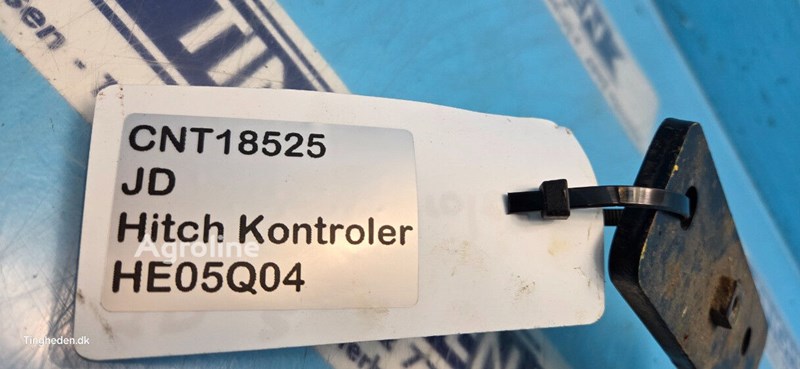 CNT18525
JD
Hitch Kontroler
HE05Q04
Agroline
Tingheden.dk